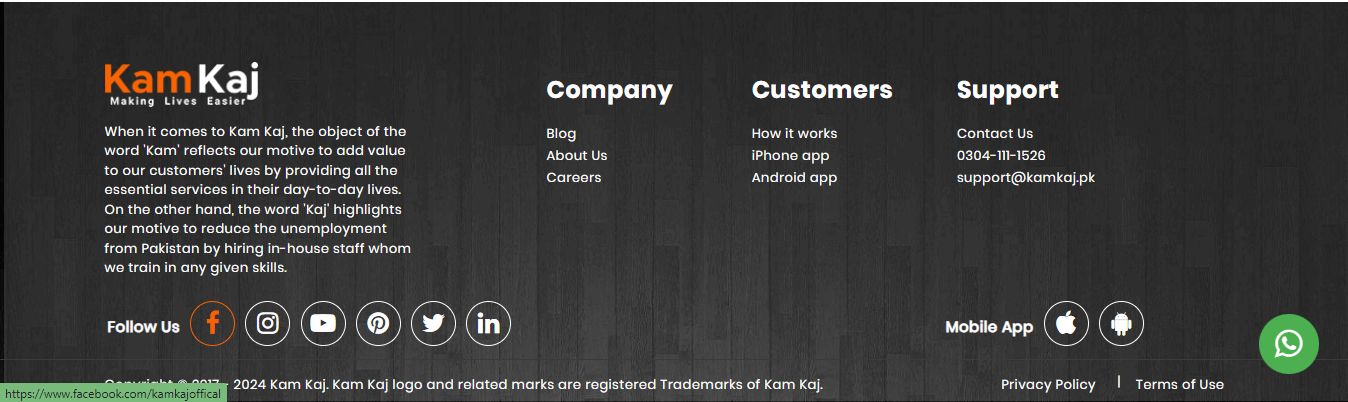 Kam Kaj
Making Lives Easier
When it comes to Kam Kaj, the object of the
word 'Kam' reflects our motive to add value
to our customers' lives by providing all the
essential services in their day-to-day lives.
On the other hand, the word 'Kaj' highlights
our motive to reduce the unemployment
from Pakistan by hiring in-house staff whom
we train in any given skills.
Company
Blog
About Us
Careers
Customers
How it works
iPhone app
Android app
Support
Contact Us
0304-111-1526
support@kamkaj.pk
Follow Us
Mobile App
Copyright © 2017 - 2024 Kam Kaj. Kam Kaj logo and related marks are registered Trademarks of Kam Kaj.
Privacy Policy | Terms of Use
https://www.facebook.com/kamkajoffical